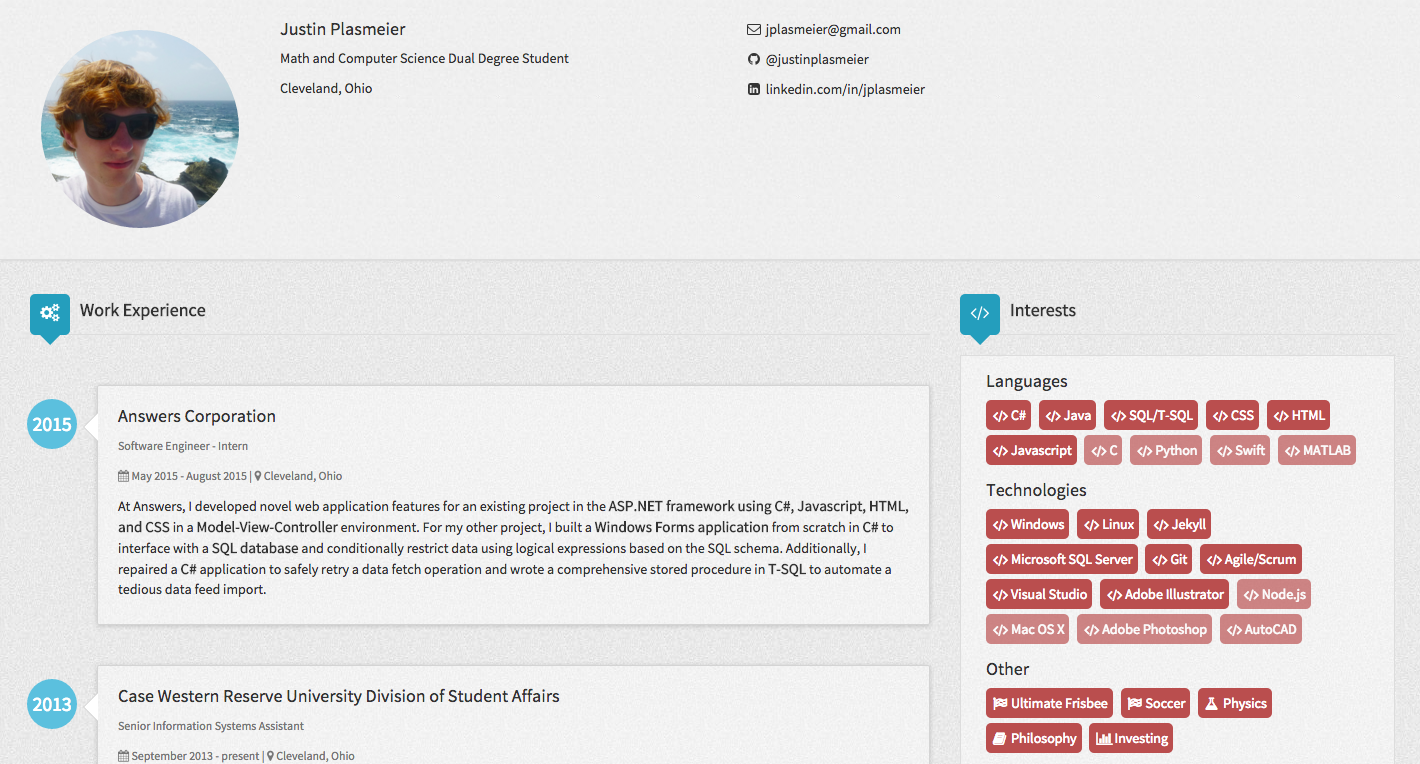 Justin Plasmeier
Math and Computer Science Dual Degree Student
Cleveland, Ohio
jplasmeier@gmail.com
@justinplasmeier
linkedin.com/in/jplasmeier
Work Experience
2015
Answers Corporation
Software Engineer - Intern
May 2015 - August 2015 | Cleveland, Ohio
At Answers, I developed novel web application features for an existing project in the ASP.NET framework using C#, Javascript, HTML,
and CSS in a Model-View-Controller environment. For my other project, I built a Windows Forms application from scratch in C# to
interface with a SQL database and conditionally restrict data using logical expressions based on the SQL schema. Additionally, I
repaired a C# application to safely retry a data fetch operation and wrote a comprehensive stored procedure in T-SQL to automate a
tedious data feed import.
2013
Case Western Reserve University Division of Student Affairs
Senior Information Systems Assistant
September 2013 - present | Cleveland, Ohio
Interests
Languages
C# Java SQL/T-SQL CSS HTML
Javascript C Python Swift MATLAB
Technologies
Windows Linux Jekyll
Microsoft SQL Server Git Agile/Scrum
Visual Studio Adobe Illustrator Node.js
Mac OS X Adobe Photoshop AutoCAD
Other
Ultimate Frisbee Soccer Physics
Philosophy Investing